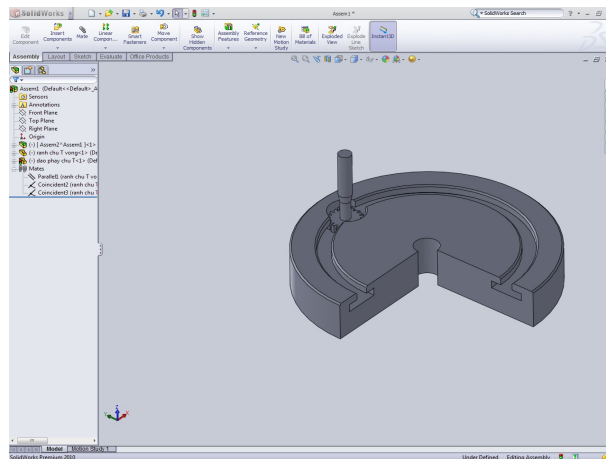 SolidWorks
Assem1 *
SolidWorks Search
Edit Component
Insert Components
Mate
Linear Compon...
Smart Fasteners
Move Component
Show Hidden Components
Assembly Features
Reference Geometry
New Motion Study
Bill of Materials
Exploded View
Explode Line Sketch
Instant3D
Assembly Layout Sketch Evaluate Office Products
Assem1 (Default<<Default>_A
Sensors
Annotations
Front Plane
Top Plane
Right Plane
Origin
(-) [ Assem2^Assem1 ]<1>
(-) ranh chu T vong<1> (De
(-) dao phay chu T<1> (Def
Mates
Parallel1 (ranh chu T vo
Coincident2 (ranh chu T
Coincident3 (ranh chu T
Z
Y
X
Model Motion Study 1
SolidWorks Premium 2010
Under Defined Editing Assembly